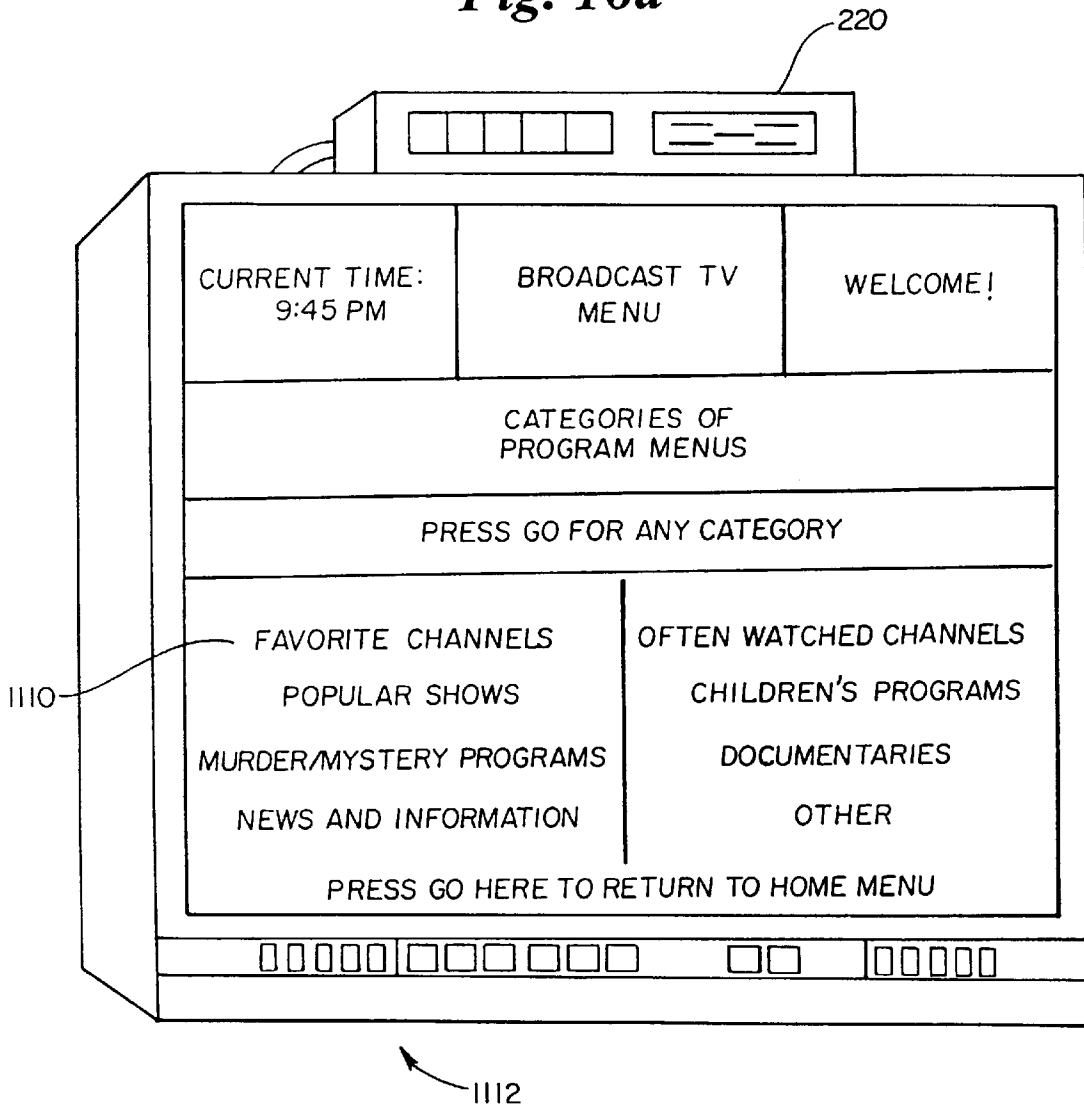 Fig. 16a
220
CURRENT TIME:
9:45 PM
BROADCAST TV
MENU
WELCOME!
CATEGORIES OF
PROGRAM MENUS
PRESS GO FOR ANY CATEGORY
1110
FAVORITE CHANNELS
POPULAR SHOWS
MURDER/MYSTERY PROGRAMS
NEWS AND INFORMATION
OFTEN WATCHED CHANNELS
CHILDREN'S PROGRAMS
DOCUMENTARIES
OTHER
PRESS GO HERE TO RETURN TO HOME MENU
1112